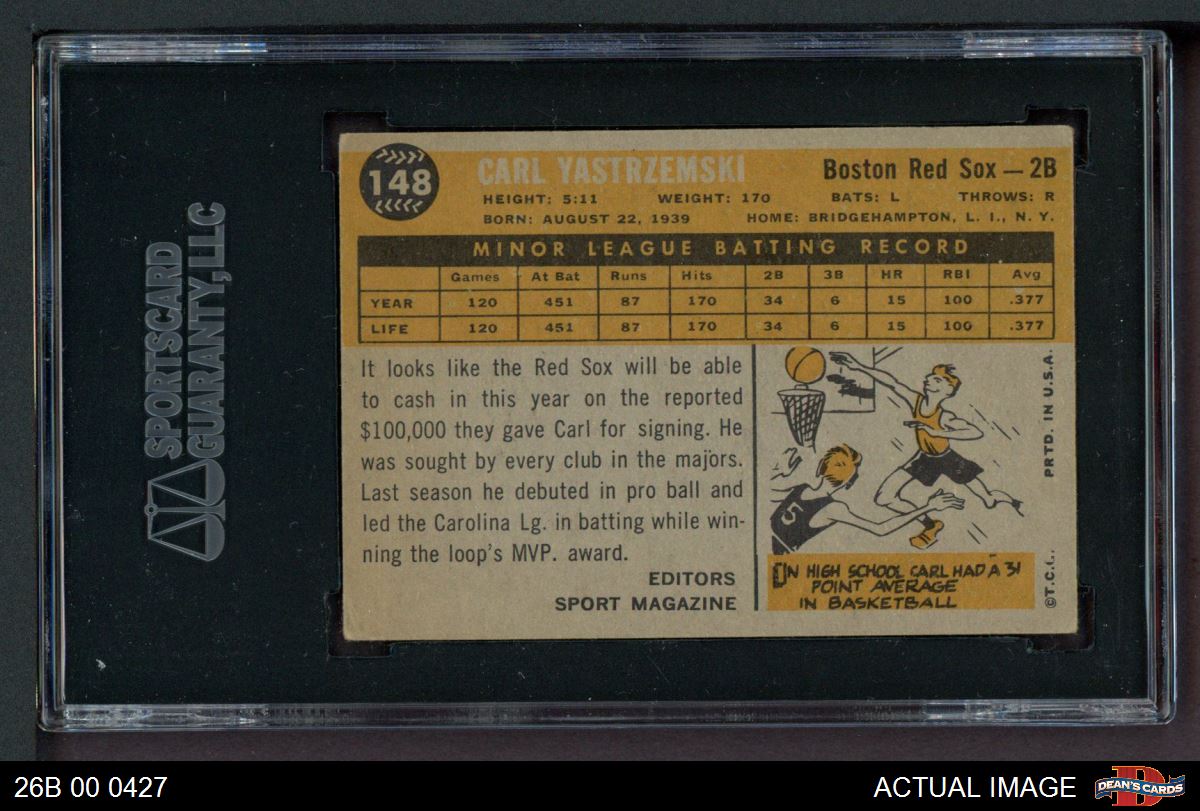 SPORTSCARD
GUARANTY, LLC
148
CARL YASTRZEMSKI
Boston Red Sox — 2B
HEIGHT: 5:11 WEIGHT: 170 BATS: L THROWS: R
BORN: AUGUST 22, 1939 HOME: BRIDGEHAMPTON, L. I., N. Y.
MINOR LEAGUE BATTING RECORD
Games At Bat Runs Hits 2B 3B HR RBI Avg
YEAR 120 451 87 170 34 6 15 100 .377
LIFE 120 451 87 170 34 6 15 100 .377
It looks like the Red Sox will be able
to cash in this year on the reported
$100,000 they gave Carl for signing. He
was sought by every club in the majors.
Last season he debuted in pro ball and
led the Carolina Lg. in batting while win-
ning the loop's MVP. award.
EDITORS
SPORT MAGAZINE
5
IN HIGH SCHOOL CARL HAD A 31
POINT AVERAGE
IN BASKETBALL
PRTD. IN U.S.A.
©T.C.G.
26B 00 0427
ACTUAL IMAGE
D
DEAN'S CARDS